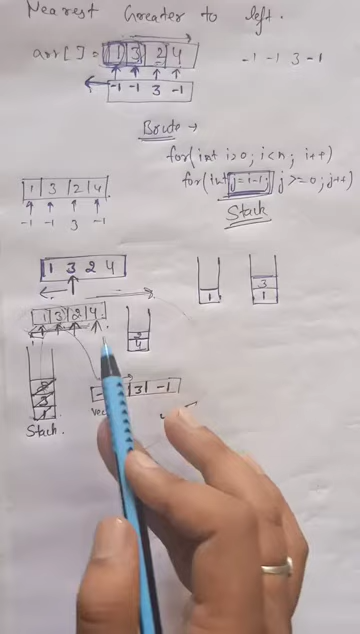 Nearest Greater to left.
arr[] = 1 3 2 4
-1 -1 3 -1
-1 -1 3 -1
Brute →
for(int i=0; i<n; i++)
for(int j=i-1; j>=0; j++)
Stack
1 3 2 4
-1 -1 3 -1
1 3 2 4
1
3
1
1 3 2 4
2
4
3
1
Stack.
3 -1